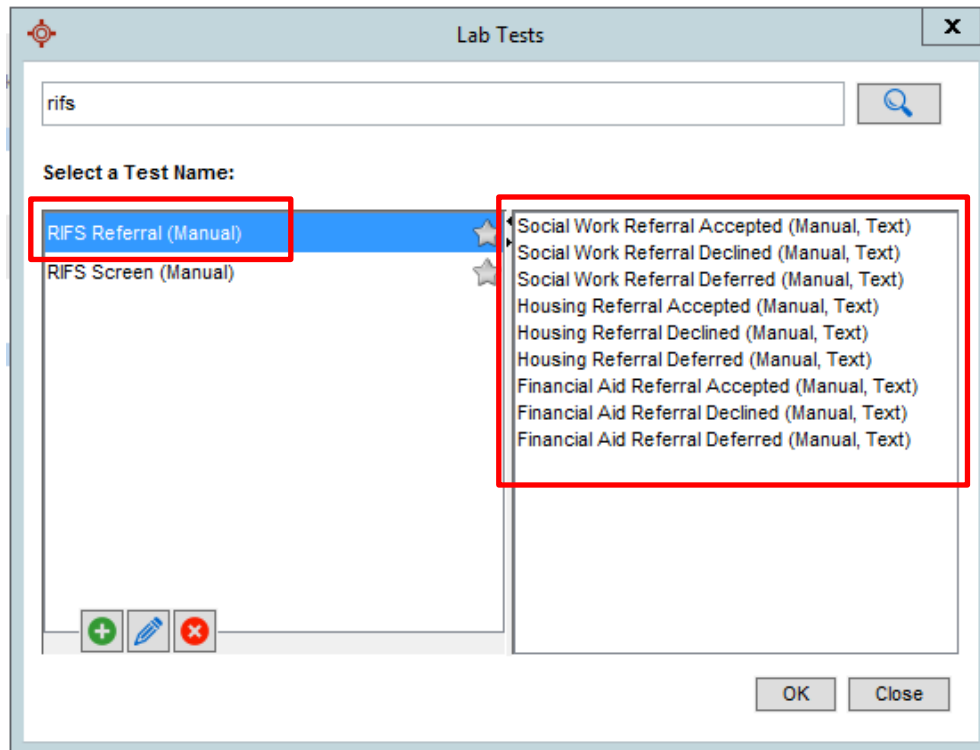 Lab Tests
X
rifs
Select a Test Name:
RIFS Referral (Manual)
RIFS Screen (Manual)
Social Work Referral Accepted (Manual, Text)
Social Work Referral Declined (Manual, Text)
Social Work Referral Deferred (Manual, Text)
Housing Referral Accepted (Manual, Text)
Housing Referral Declined (Manual, Text)
Housing Referral Deferred (Manual, Text)
Financial Aid Referral Accepted (Manual, Text)
Financial Aid Referral Declined (Manual, Text)
Financial Aid Referral Deferred (Manual, Text)
OK
Close